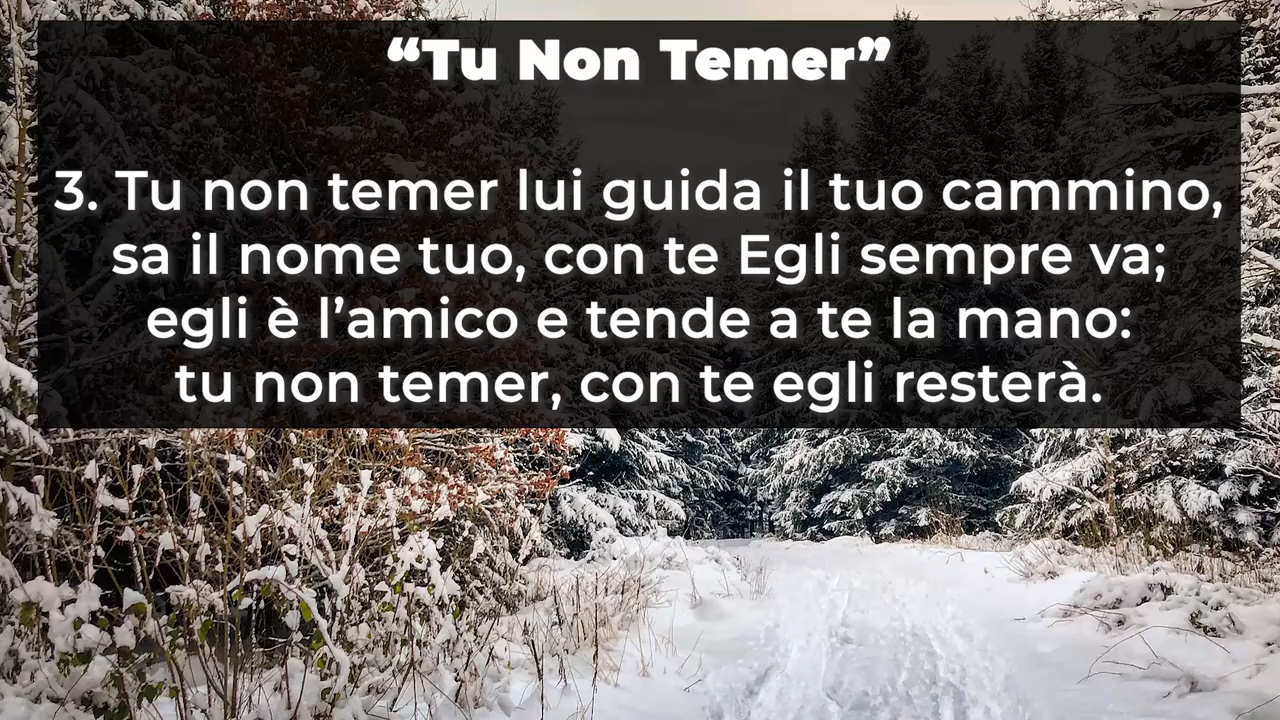 “Tu Non Temer”
3. Tu non temer lui guida il tuo cammino,
sa il nome tuo, con te Egli sempre va;
egli è l’amico e tende a te la mano:
tu non temer, con te egli resterà.